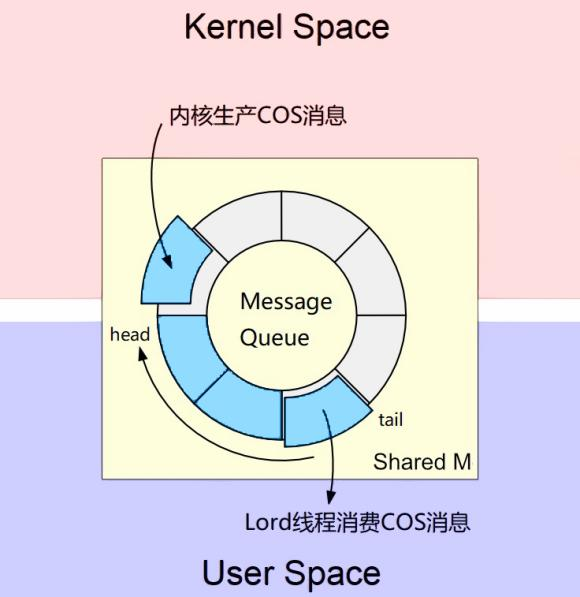 Kernel Space
内核生产COS消息
Message
Queue
head
tail
Shared M
Lord线程消费COS消息
User Space